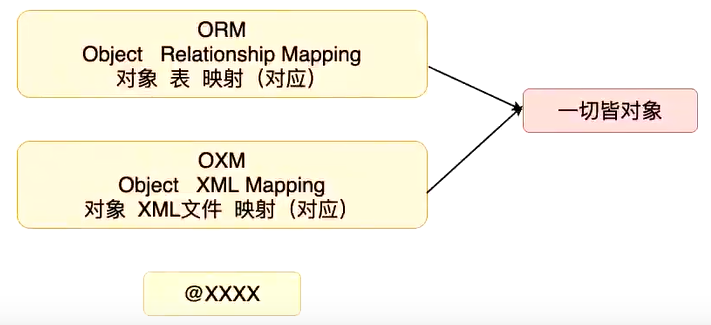 ORM
Object Relationship Mapping
对象 表 映射（对应）
一切皆对象
OXM
Object XML Mapping
对象 XML文件 映射（对应）
@XXXX